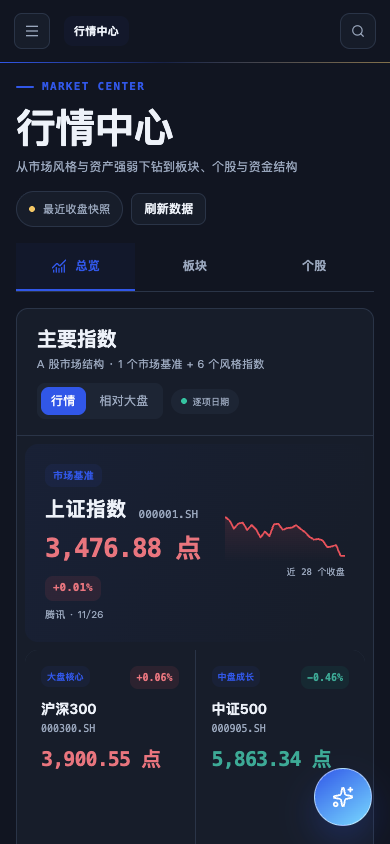 行情中心
MARKET CENTER
行情中心
从市场风格与资产强弱下钻到板块、个股与资金结构
最近收盘快照
刷新数据
总览
板块
个股
主要指数
A 股市场结构 · 1 个市场基准 + 6 个风格指数
行情
相对大盘
逐项日期
市场基准
上证指数 000001.SH
3,476.88 点
+0.01%
腾讯 · 11/26
近 28 个收盘
大盘核心
+0.06%
沪深300
000300.SH
3,900.55 点
中盘成长
-0.46%
中证500
000905.SH
5,863.34 点